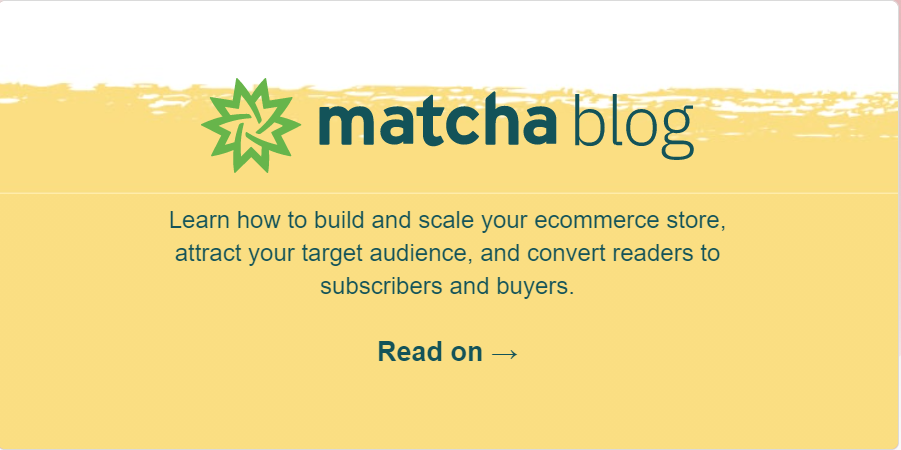 matcha blog
Learn how to build and scale your ecommerce store,
attract your target audience, and convert readers to
subscribers and buyers.
Read on →